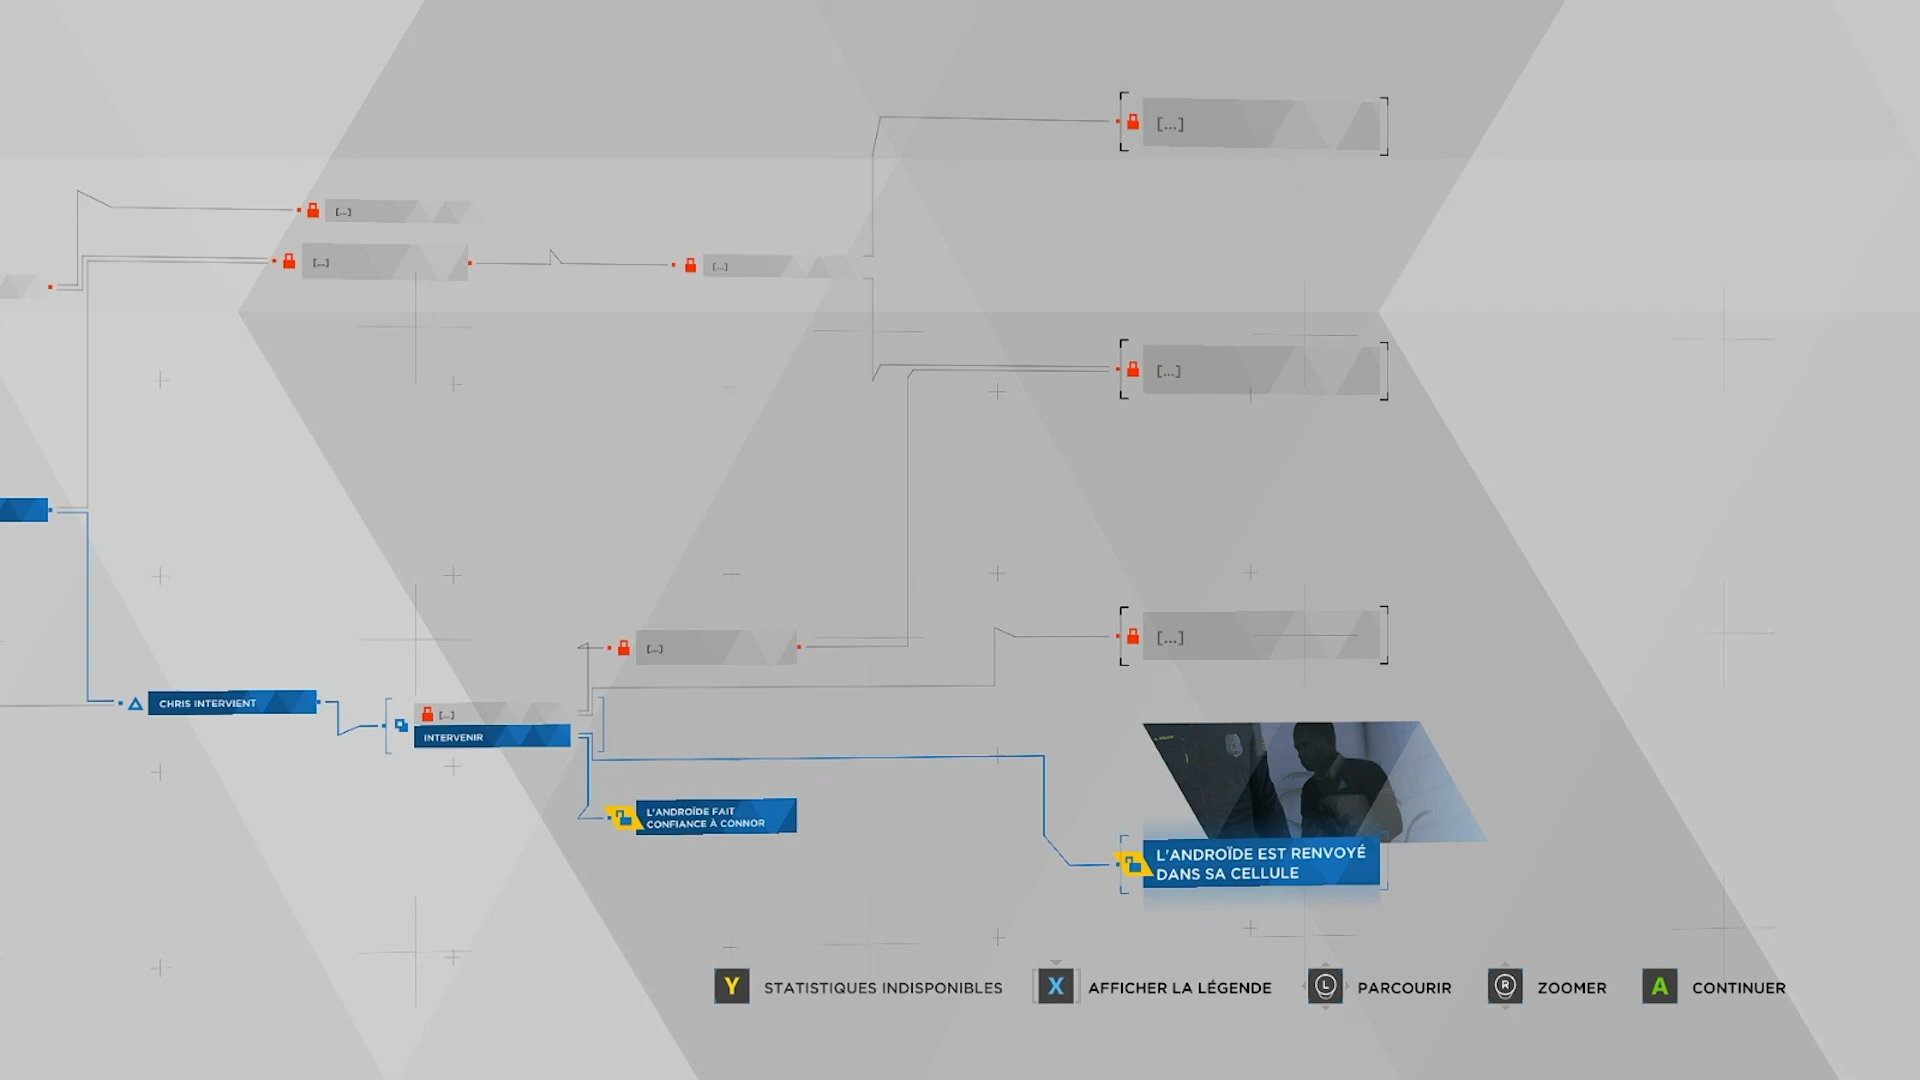 [...]
[...]
[...]
[...]
[...]
[...]
[...]
CHRIS INTERVIENT
[...]
INTERVENIR
L'ANDROÏDE FAIT
CONFIANCE À CONNOR
L'ANDROÏDE EST RENVOYÉ
DANS SA CELLULE
Y STATISTIQUES INDISPONIBLES
X AFFICHER LA LÉGENDE
L PARCOURIR
R ZOOMER
A CONTINUER